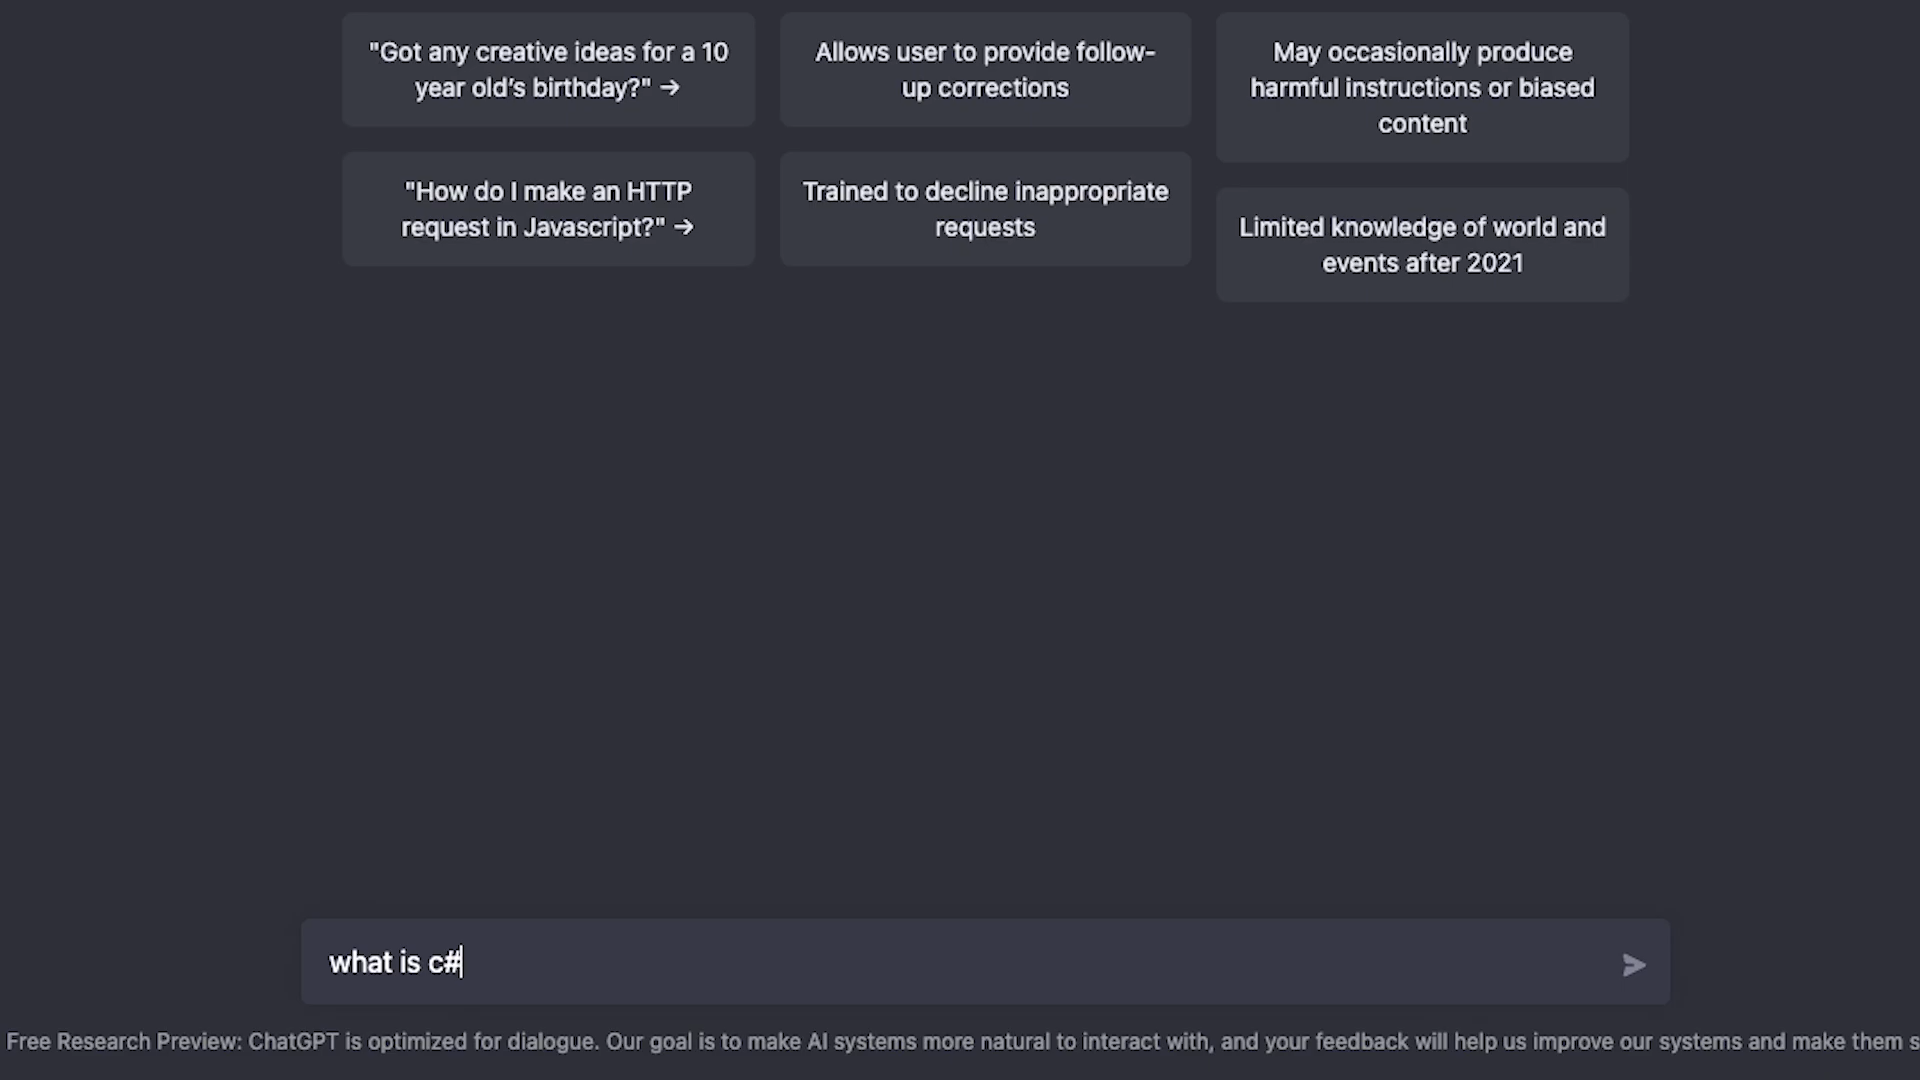 "Got any creative ideas for a 10
year old’s birthday?" →
"How do I make an HTTP
request in Javascript?" →
Allows user to provide follow-
up corrections
Trained to decline inappropriate
requests
May occasionally produce
harmful instructions or biased
content
Limited knowledge of world and
events after 2021
what is c#
Free Research Preview: ChatGPT is optimized for dialogue. Our goal is to make AI systems more natural to interact with, and your feedback will help us improve our systems and make them s